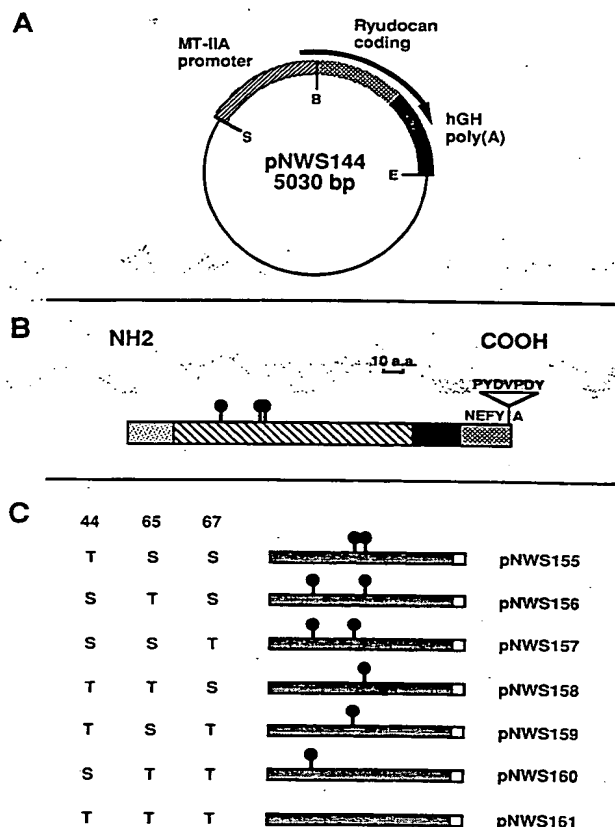 A
MT-IIA
promoter
Ryudocan
coding
B
hGH
poly(A)
S
E
pNWS144
5030 bp
B
NH2
COOH
10 a.a
PYDVPDY
NEFY A
C
44 65 67
T S S pNWS155
S T S pNWS156
S S T pNWS157
T T S pNWS158
T S T pNWS159
S T T pNWS160
T T T pNWS161